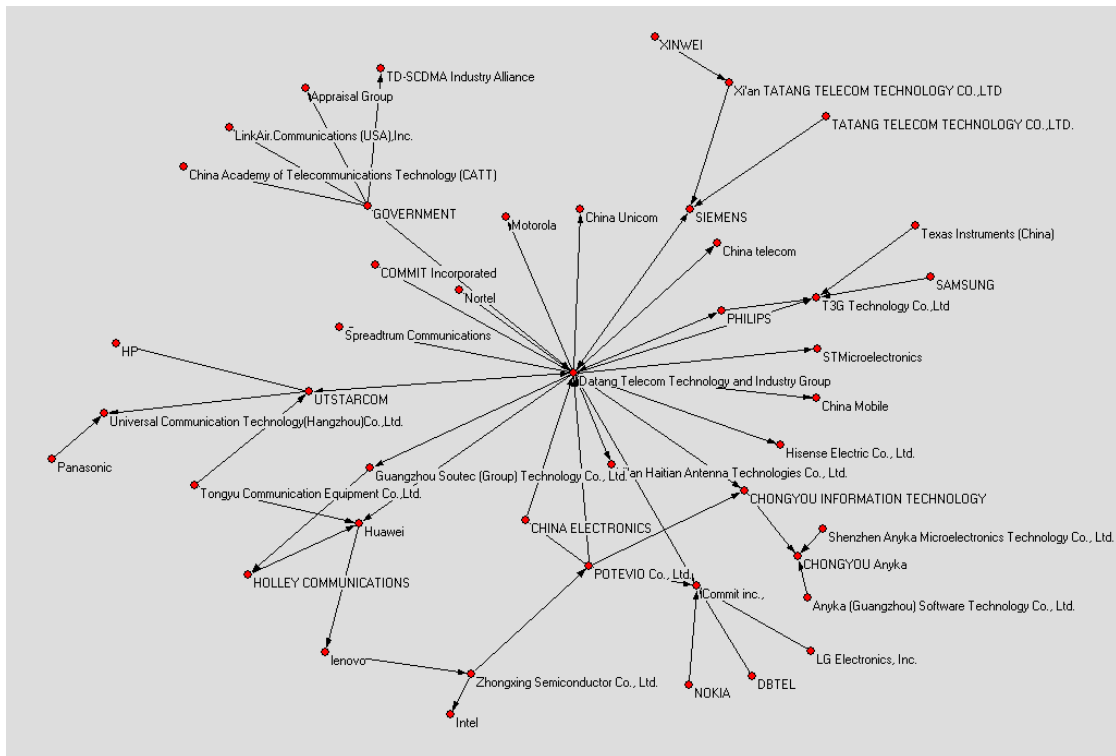 XINWEI
TD-SCDMA Industry Alliance
Xi'an TATANG TELECOM TECHNOLOGY CO.,LTD
Appraisal Group
TATANG TELECOM TECHNOLOGY CO.,LTD.
LinkAir.Communications (USA),Inc.
China Academy of Telecommunications Technology (CATT)
GOVERNMENT
Motorola
China Unicom
SIEMENS
Texas Instruments (China)
China telecom
COMMIT Incorporated
SAMSUNG
Nortel
T3G Technology Co.,Ltd
PHILIPS
Spreadtrum Communications
HP
STMicroelectronics
Datang Telecom Technology and Industry Group
UTSTARCOM
China Mobile
Universal Communication Technology(Hangzhou)Co.,Ltd.
Hisense Electric Co., Ltd.
Panasonic
Guangzhou Soutec (Group) Technology Co., Ltd.
Haitian Antenna Technologies Co., Ltd.
Tongyu Communication Equipment Co.,Ltd.
CHONGYOU INFORMATION TECHNOLOGY
Huawei
CHINA ELECTRONICS
Shenzhen Anyka Microelectronics Technology Co., Ltd.
CHONGYOU Anyka
POTEVIO Co., Ltd.
HOLLEY COMMUNICATIONS
Commit inc.,
Anyka (Guangzhou) Software Technology Co., Ltd.
lenovo
LG Electronics, Inc.
Zhongxing Semiconductor Co., Ltd.
DBTEL
NOKIA
Intel